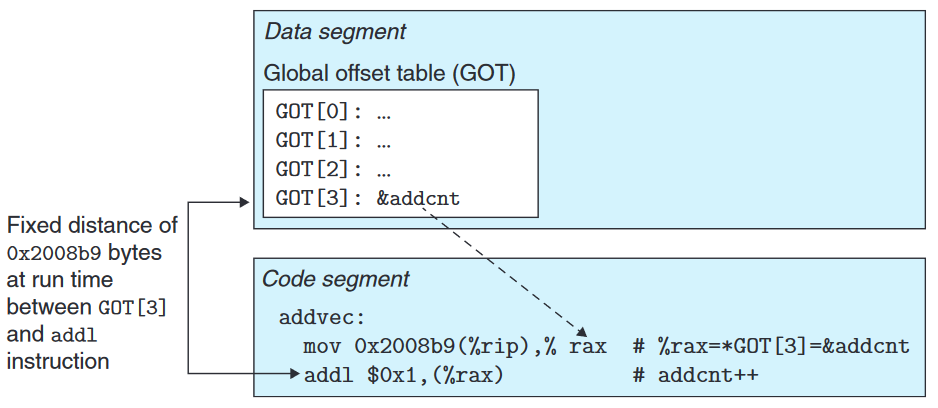 Data segment
Global offset table (GOT)
GOT[0]: …
GOT[1]: …
GOT[2]: …
GOT[3]: &addcnt
Fixed distance of
0x2008b9 bytes
at run time
between GOT[3]
and addl
instruction
Code segment
addvec:
mov 0x2008b9(%rip),% rax # %rax=*GOT[3]=&addcnt
addl $0x1,(%rax) # addcnt++